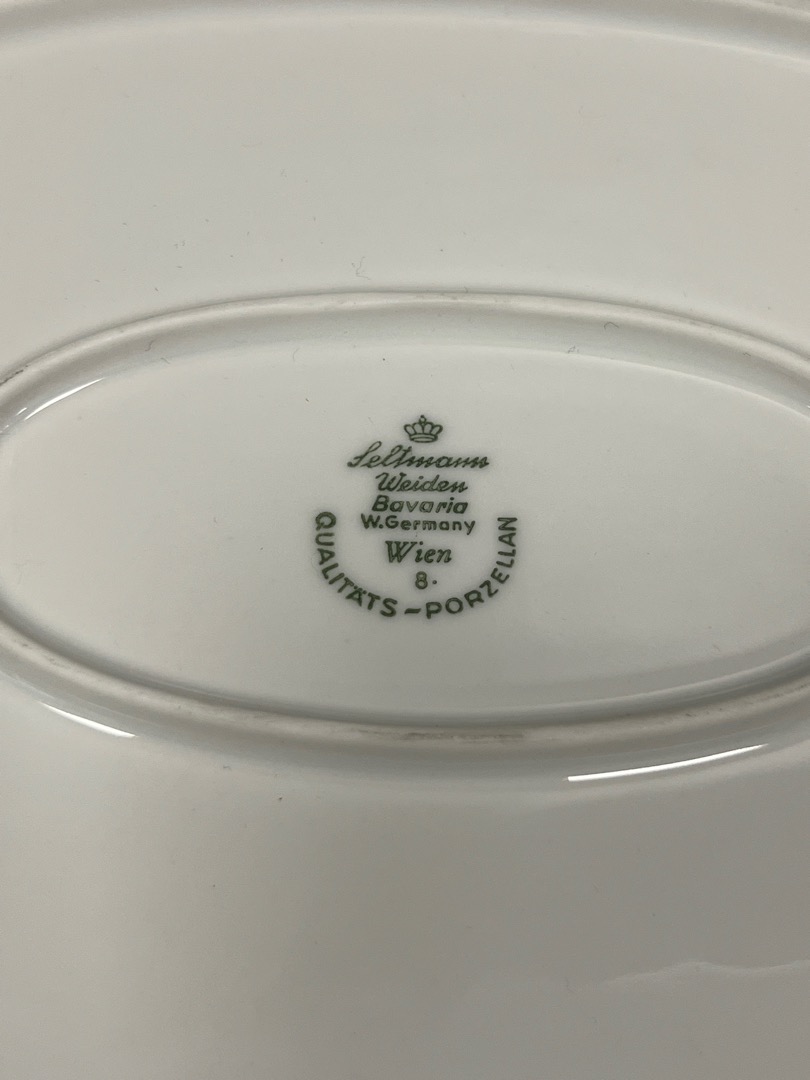 Seltmann
Weiden
Bavaria
W.Germany
Wien
8.
QUALITÄTS-PORZELLAN